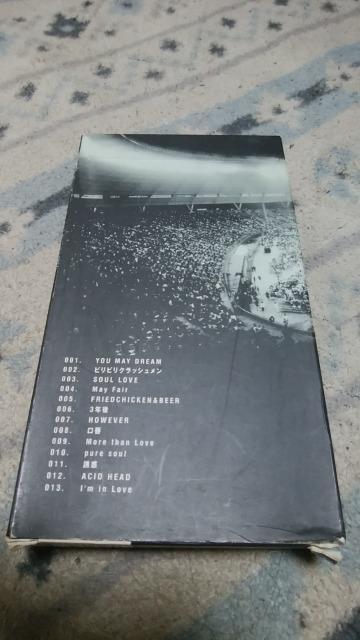 001. YOU MAY DREAM
002. ビリビリクラッシュメン
003. SOUL LOVE
004. May Fair
005. FRIEDCHICKEN&BEER
006. 3年後
007. HOWEVER
008. 口唇
009. More than Love
010. pure soul
011. 誘惑
012. ACID HEAD
013. I'm in Love